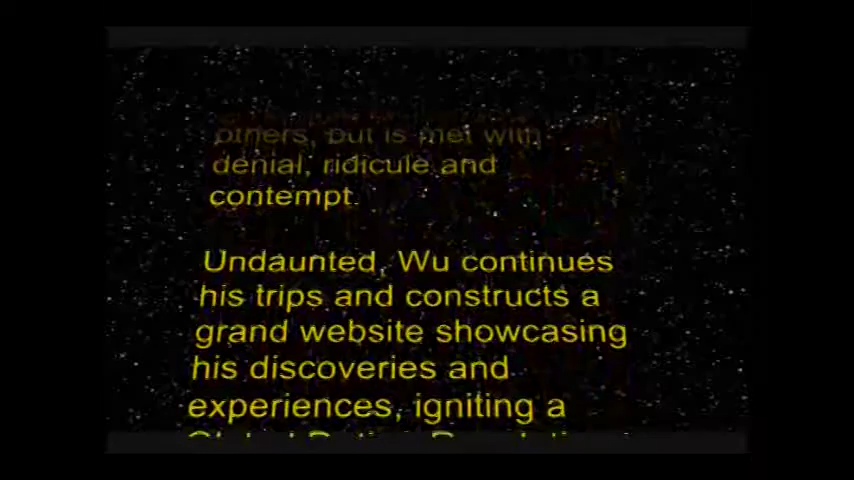 others, but is met with
denial, ridicule and
contempt.
Undaunted, Wu continues
his trips and constructs a
grand website showcasing
his discoveries and
experiences, igniting a